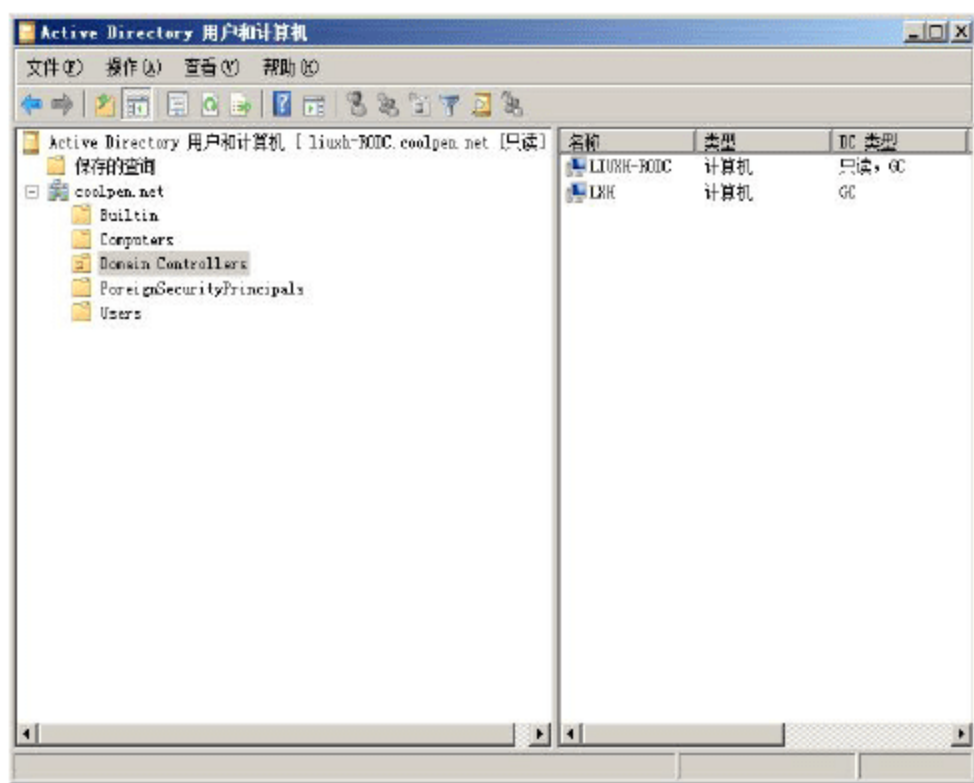 Active Directory 用户和计算机
文件(F) 操作(A) 查看(V) 帮助(H)
Active Directory 用户和计算机 [ liuxh-RODC.coolpen.net [只读]
保存的查询
coolpen.net
Builtin
Computers
Domain Controllers
ForeignSecurityPrincipals
Users
名称 类型 DC 类型
LIUXH-RODC 计算机 只读, GC
LXH 计算机 GC